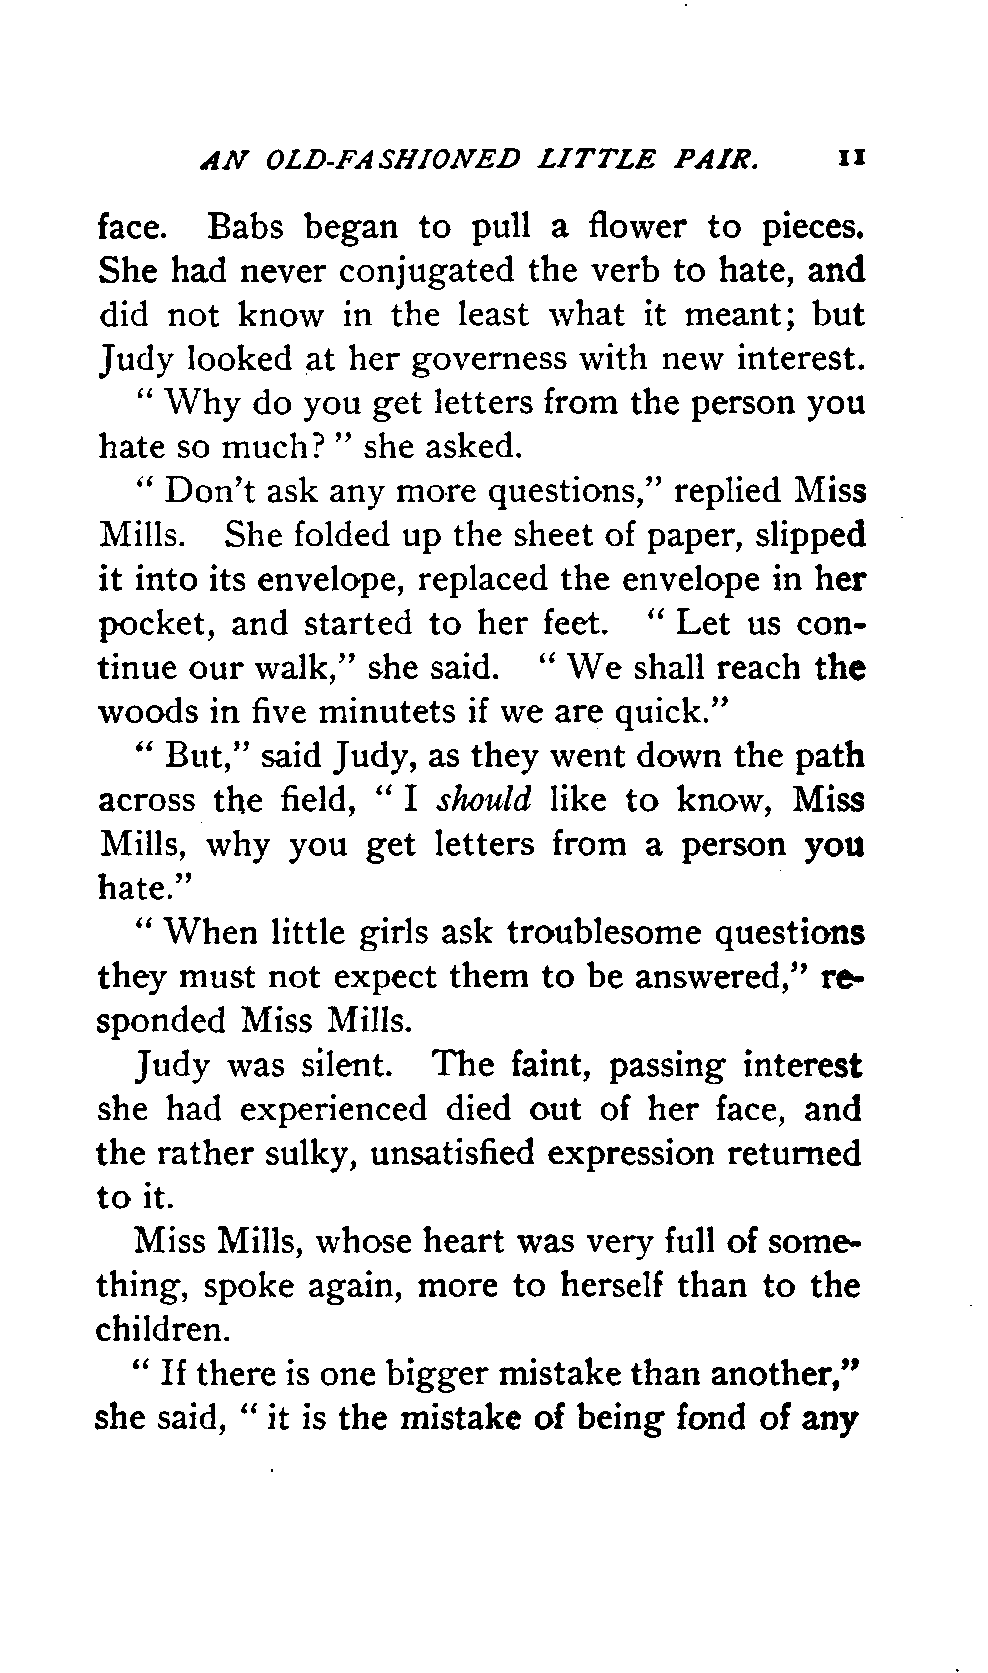 AN OLD-FASHIONED LITTLE PAIR. 11
face. Babs began to pull a flower to pieces.
She had never conjugated the verb to hate, and
did not know in the least what it meant; but
Judy looked at her governess with new interest.
“ Why do you get letters from the person you
hate so much? ” she asked.
“ Don’t ask any more questions,” replied Miss
Mills. She folded up the sheet of paper, slipped
it into its envelope, replaced the envelope in her
pocket, and started to her feet. “ Let us con-
tinue our walk,” she said. “ We shall reach the
woods in five minutets if we are quick.”
“ But,” said Judy, as they went down the path
across the field, “ I should like to know, Miss
Mills, why you get letters from a person you
hate.”
“ When little girls ask troublesome questions
they must not expect them to be answered,” re-
sponded Miss Mills.
Judy was silent. The faint, passing interest
she had experienced died out of her face, and
the rather sulky, unsatisfied expression returned
to it.
Miss Mills, whose heart was very full of some-
thing, spoke again, more to herself than to the
children.
“ If there is one bigger mistake than another,”
she said, “ it is the mistake of being fond of any